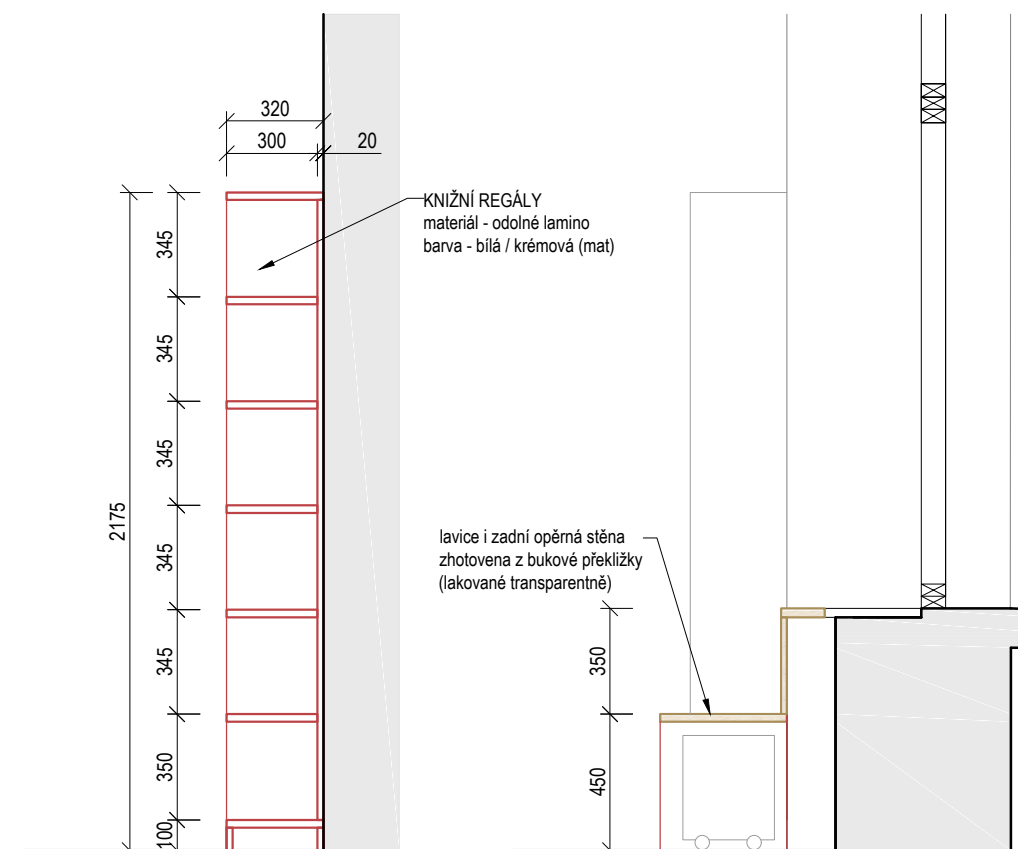 320
300
20
KNIŽNÍ REGÁLY
materiál - odolné lamino
barva - bílá / krémová (mat)
345
345
345
2175
345
lavice i zadní opěrná stěna
zhotovena z bukové překližky
(lakované transparentně)
345
350
350
450
100